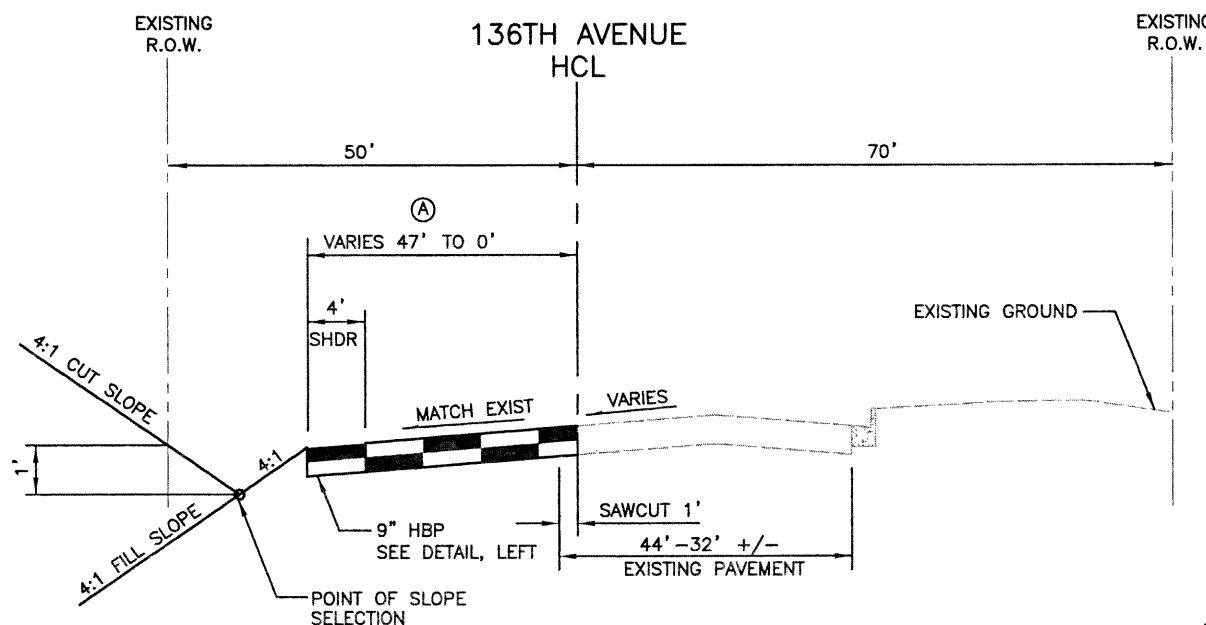 EXISTING
R.O.W.
136TH AVENUE
HCL
EXISTING
R.O.W.
50'
70'
Ⓐ
VARIES 47' TO 0'
4'
SHDR
EXISTING GROUND
4:1 CUT SLOPE
MATCH EXIST
VARIES
4:1
1'
4:1 FILL SLOPE
9" HBP
SEE DETAIL, LEFT
SAWCUT 1'
44'-32' +/-
EXISTING PAVEMENT
POINT OF SLOPE
SELECTION